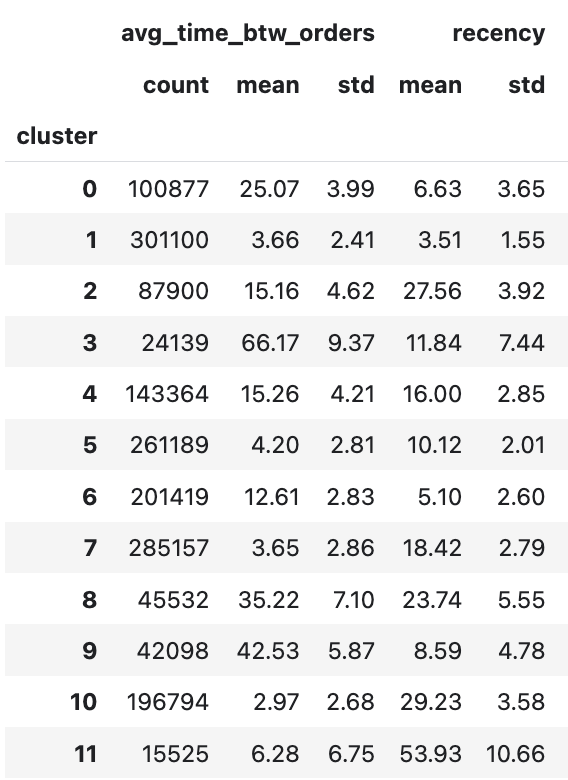 avg_time_btw_orders recency
count mean std mean std
cluster
0 100877 25.07 3.99 6.63 3.65
1 301100 3.66 2.41 3.51 1.55
2 87900 15.16 4.62 27.56 3.92
3 24139 66.17 9.37 11.84 7.44
4 143364 15.26 4.21 16.00 2.85
5 261189 4.20 2.81 10.12 2.01
6 201419 12.61 2.83 5.10 2.60
7 285157 3.65 2.86 18.42 2.79
8 45532 35.22 7.10 23.74 5.55
9 42098 42.53 5.87 8.59 4.78
10 196794 2.97 2.68 29.23 3.58
11 15525 6.28 6.75 53.93 10.66